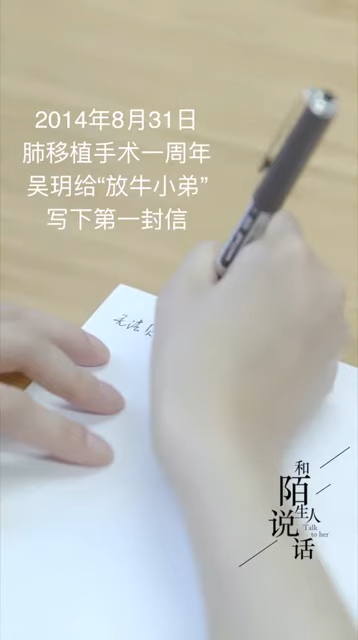 2014年8月31日
肺移植手术一周年
吴玥给“放牛小弟”
写下第一封信
无法
和
陌生人
说话
Talk
to her